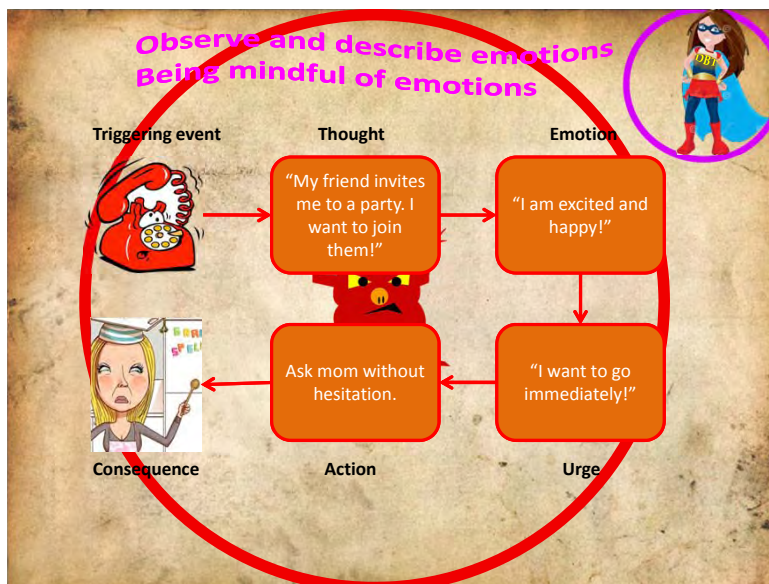 Observe and describe emotions
Being mindful of emotions
DBT
Triggering event
Thought
Emotion
“My friend invites
me to a party. I
want to join
them!”
“I am excited and
happy!”
Ask mom without
hesitation.
“I want to go
immediately!”
Consequence
Action
Urge